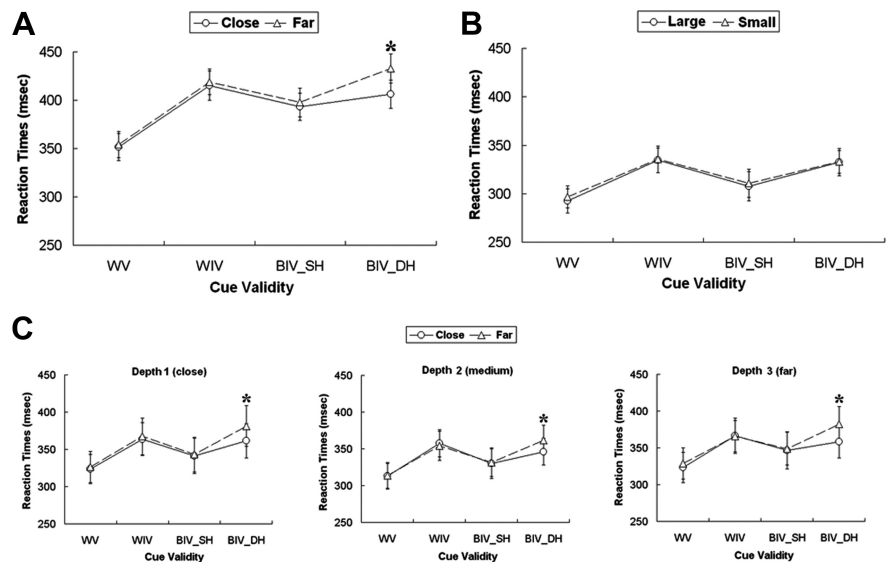 A
Close Far
*
450
400
350
300
250
Reaction Times (msec)
WV WIV BIV_SH BIV_DH
Cue Validity
B
Large Small
450
400
350
300
250
Reaction Times (msec)
WV WIV BIV_SH BIV_DH
Cue Validity
C
Close Far
Depth 1 (close)
*
450
400
350
300
250
Reaction Times (msec)
WV WIV BIV_SH BIV_DH
Cue Validity
Depth 2 (medium)
*
450
400
350
300
250
Reaction Times (msec)
WV WIV BIV_SH BIV_DH
Cue Validity
Depth 3 (far)
*
450
400
350
300
250
Reaction Times (msec)
WV WIV BIV_SH BIV_DH
Cue Validity